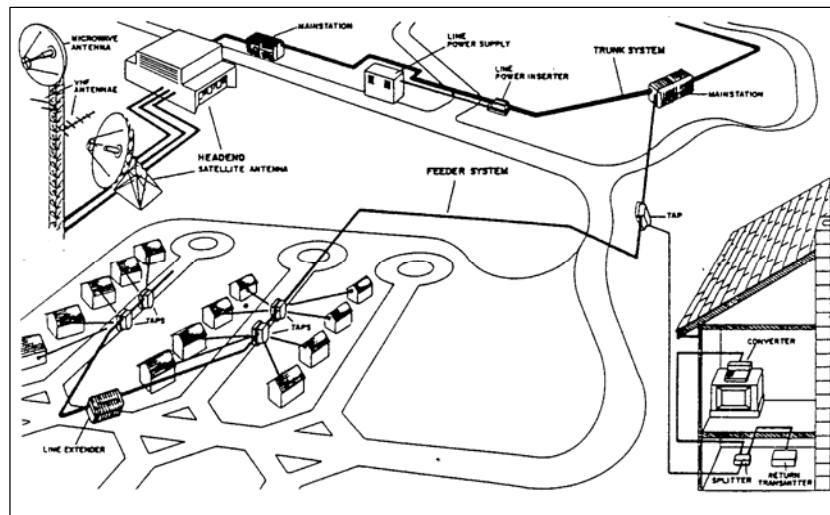 MICROWAVE
ANTENNA
VHF
ANTENNAE
MAINSTATION
LINE
POWER SUPPLY
LINE
POWER INSERTER
TRUNK SYSTEM
MAINSTATION
HEADEND
SATELLITE ANTENNA
FEEDER SYSTEM
TAP
TAPS
TAPS
LINE EXTENDER
CONVERTER
SPLITTER
RETURN
TRANSMITTER